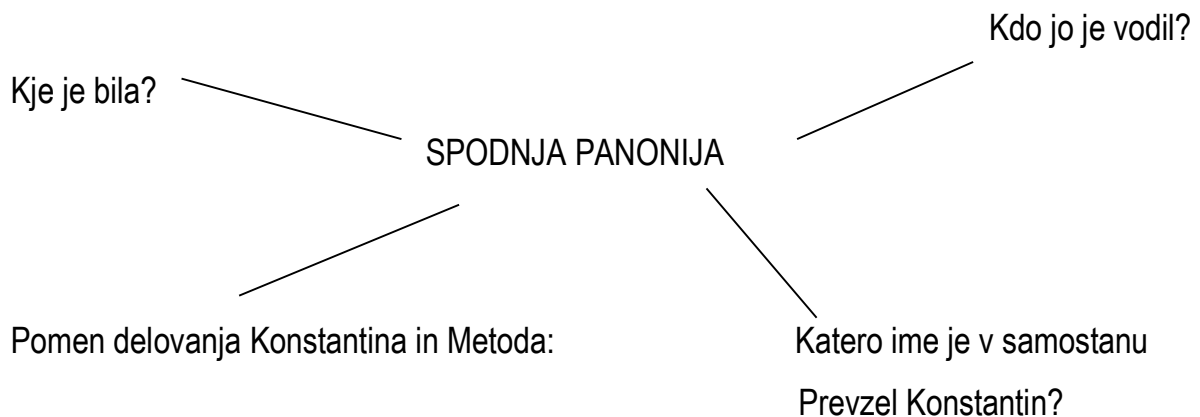 Kdo jo je vodil?
Kje je bila?
SPODNJA PANONIJA
Pomen delovanja Konstantina in Metoda:
Katero ime je v samostanu
Prevzel Konstantin?